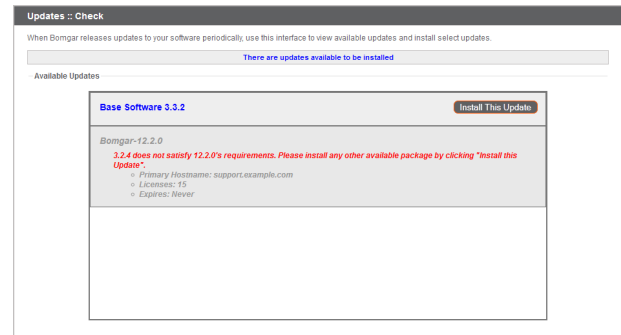 Updates :: Check
When Bomgar releases updates to your software periodically, use this interface to view available updates and install select updates.
There are updates available to be installed
Available Updates
Base Software 3.3.2
Install This Update
Bomgar-12.2.0
3.2.4 does not satisfy 12.2.0's requirements. Please install any other available package by clicking "Install this
Update".
Primary Hostname: support.example.com
Licenses: 15
Expires: Never